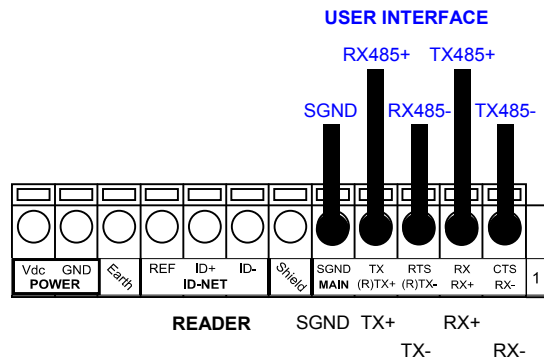 USER INTERFACE
RX485+ TX485+
SGND RX485- TX485-
Vdc GND Earth REF ID+ ID- Shield SGND TX RTS RX CTS 1
POWER ID-NET MAIN (R)TX+ (R)TX- RX+ RX-
READER SGND TX+ RX+
TX- RX-